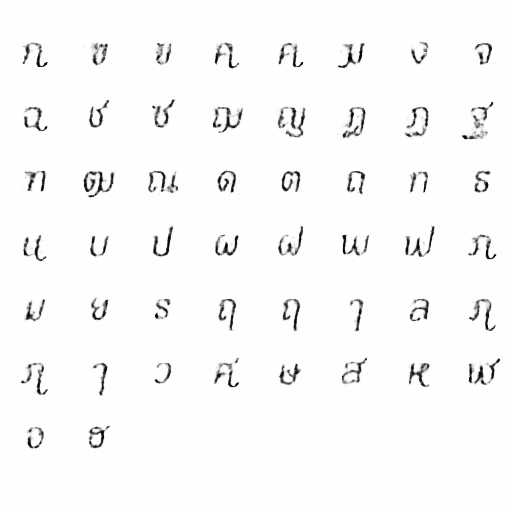 ก ข ฃ ค ฅ ฆ ง จ
ฉ ช ซ ฌ ญ ฎ ฏ ฐ
ฑ ฒ ณ ด ต ถ ท ธ
น บ ป ผ ฝ พ ฟ ภ
ม ย ร ฤ ฤ ๅ ล ฦ
ฦ ๅ ว ศ ษ ส ห ฬ
อ ฮ